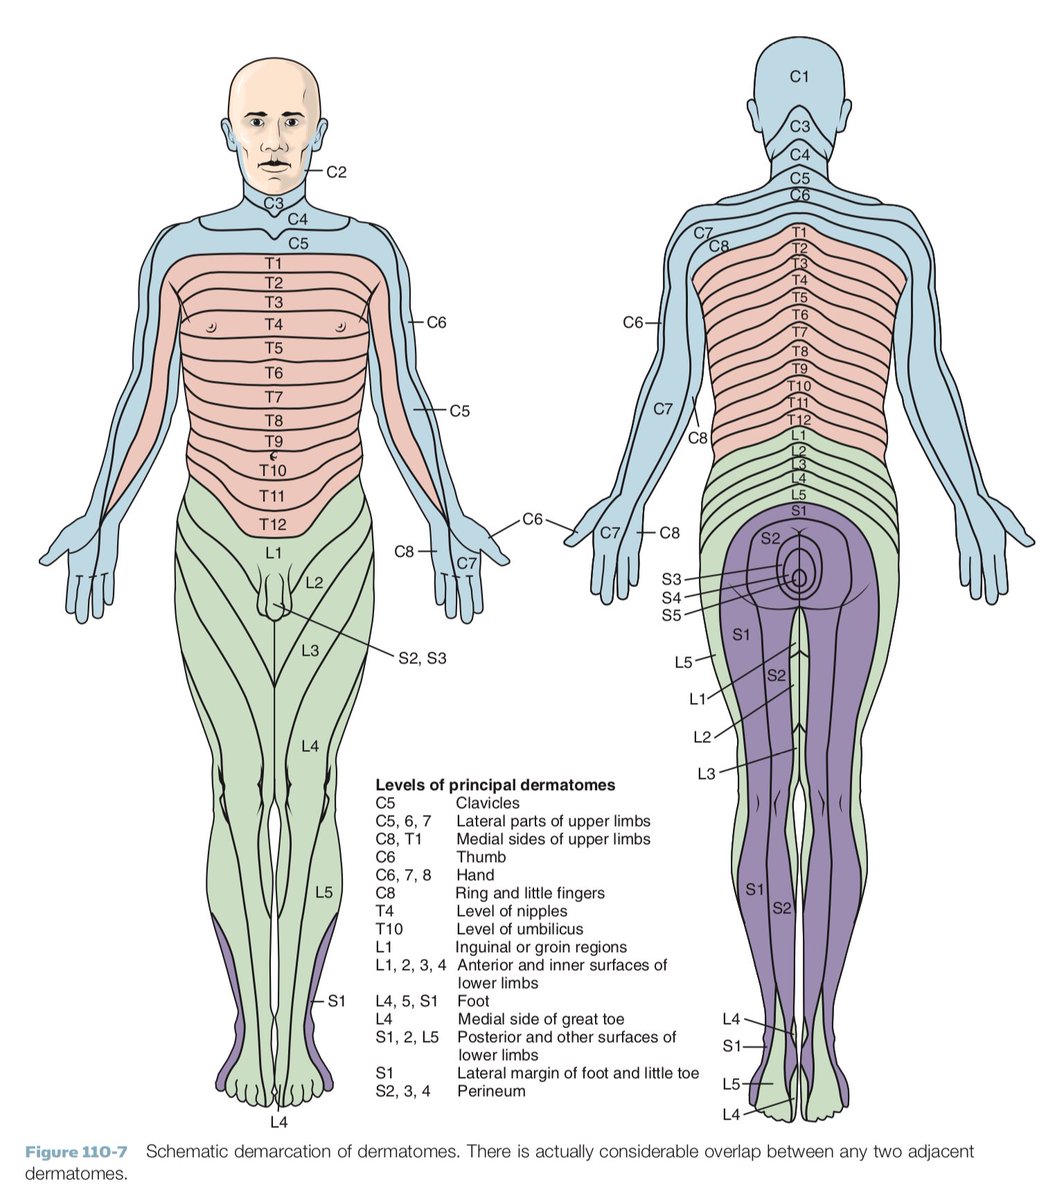 C2
C3
C4
C5
T1
T2
T3
T4
T5
T6
T7
T8
T9
T10
T11
T12
L1
L2
L3
L4
L5
S1
L4
C6
C5
C6
C8
C7
S2, S3
C1
C3
C4
C5
C6
C7
C8
T1
T2
T3
T4
T5
T6
T7
T8
T9
T10
T11
T12
L1
L2
L3
L4
L5
S1
C6
C7
C8
C7
C8
S2
S3
S4
S5
S1
L5
S2
L1
L2
L3
S1
S2
L4
S1
L5
L4
Levels of principal dermatomes
C5 Clavicles
C5, 6, 7 Lateral parts of upper limbs
C8, T1 Medial sides of upper limbs
C6 Thumb
C6, 7, 8 Hand
C8 Ring and little fingers
T4 Level of nipples
T10 Level of umbilicus
L1 Inguinal or groin regions
L1, 2, 3, 4 Anterior and inner surfaces of
lower limbs
L4, 5, S1 Foot
L4 Medial side of great toe
S1, 2, L5 Posterior and other surfaces of
lower limbs
S1 Lateral margin of foot and little toe
S2, 3, 4 Perineum
Figure 110-7 Schematic demarcation of dermatomes. There is actually considerable overlap between any two adjacent
dermatomes.